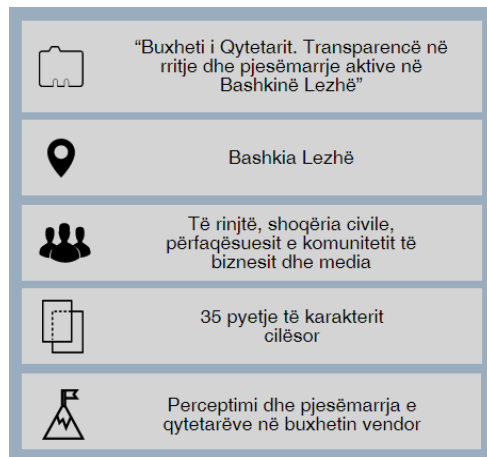 “Buxheti i Qytetarit. Transparencë në
rritje dhe pjesëmarrje aktive në
Bashkinë Lezhë”
Bashkia Lezhë
Të rinjtë, shoqëria civile,
përfaqësuesit e komunitetit të
biznesit dhe media
35 pyetje të karakterit
cilësor
Perceptimi dhe pjesëmarrja e
qytetarëve në buxhetin vendor